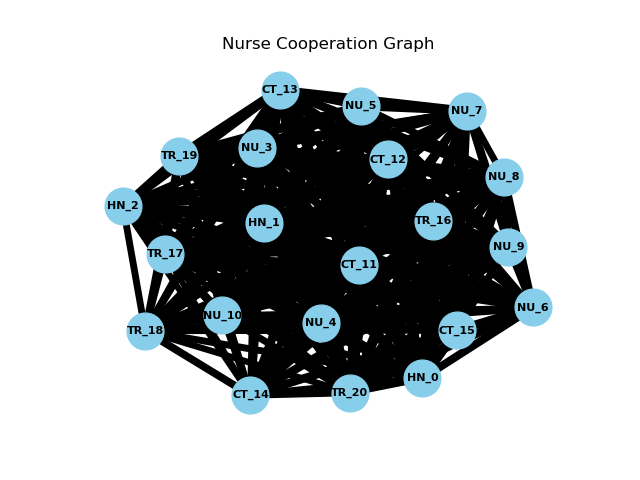 Nurse Cooperation Graph
CT_13
NU_5
NU_7
NU_3
TR_19
CT_12
NU_8
HN_2
HN_1
TR_16
NU_9
TR_17
CT_11
NU_6
NU_10
NU_4
CT_15
TR_18
HN_0
TR_20
CT_14